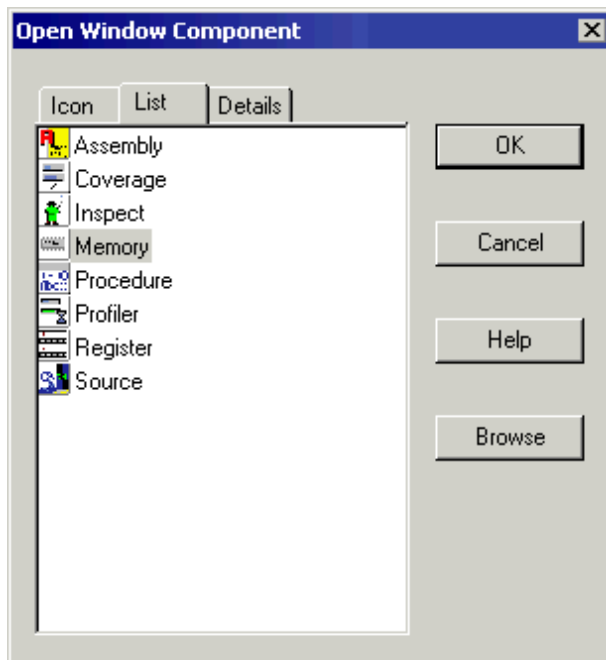 Open Window Component
Icon List Details
Assembly
Coverage
Inspect
Memory
Procedure
Profiler
Register
Source
OK
Cancel
Help
Browse